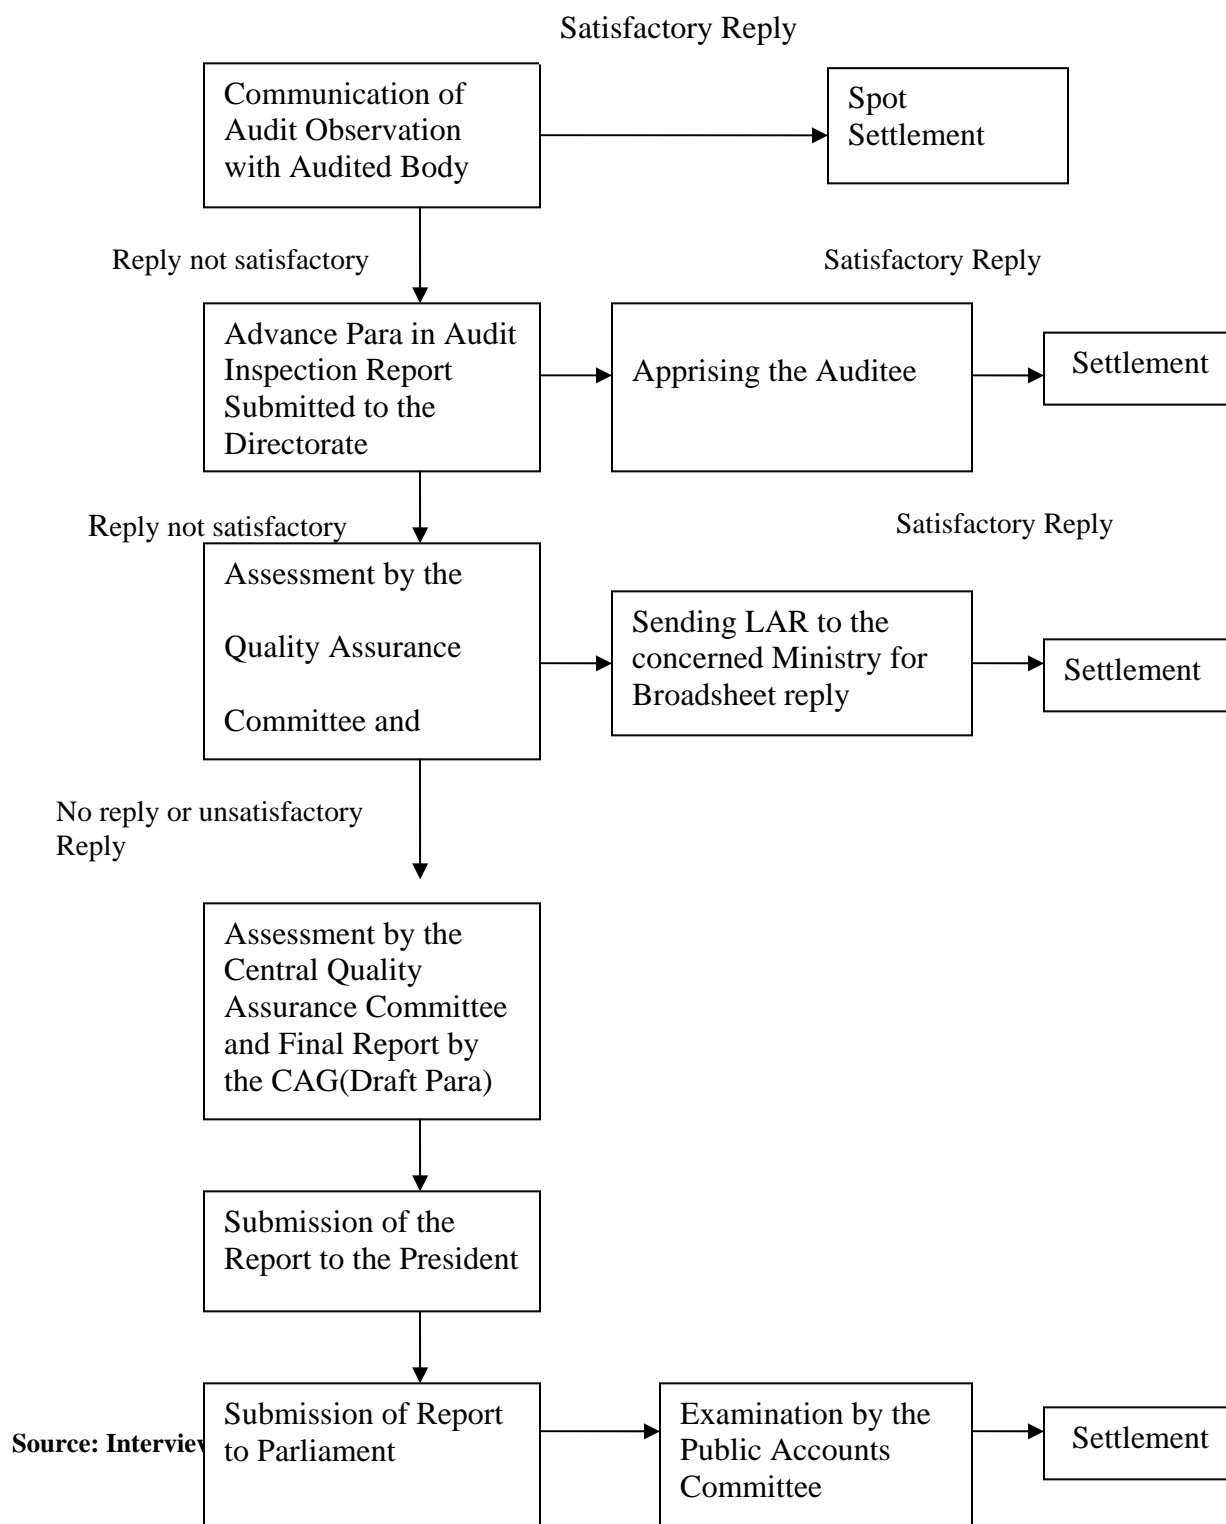 Satisfactory Reply
Communication of
Audit Observation
with Audited Body
Spot
Settlement
Reply not satisfactory
Satisfactory Reply
Advance Para in Audit
Inspection Report
Submitted to the
Directorate
Apprising the Auditee
Settlement
Reply not satisfactory
Satisfactory Reply
Assessment by the
Quality Assurance
Committee and
Sending LAR to the
concerned Ministry for
Broadsheet reply
Settlement
No reply or unsatisfactory
Reply
Assessment by the
Central Quality
Assurance Committee
and Final Report by
the CAG(Draft Para)
Submission of the
Report to the President
Submission of Report
to Parliament
Examination by the
Public Accounts
Committee
Settlement
Source: